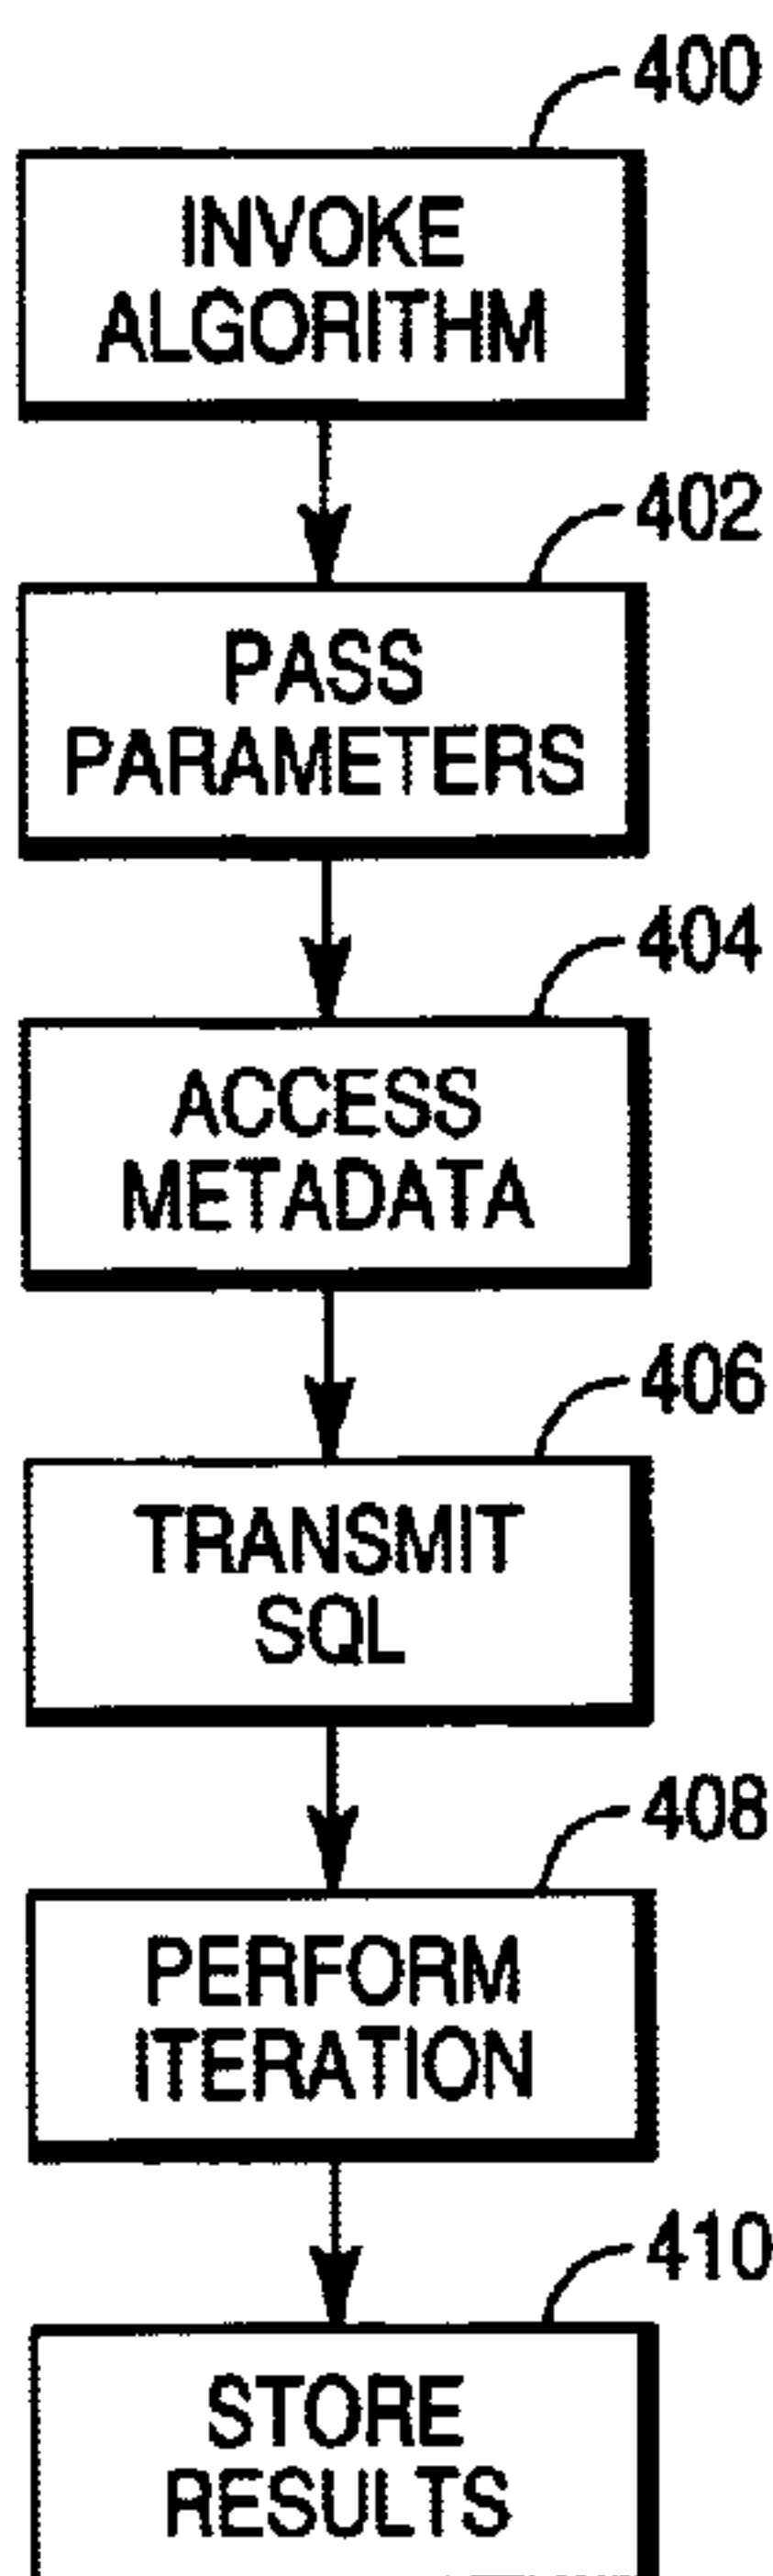 400
INVOKE
ALGORITHM
402
PASS
PARAMETERS
404
ACCESS
METADATA
406
TRANSMIT
SQL
408
PERFORM
ITERATION
410
STORE
RESULTS